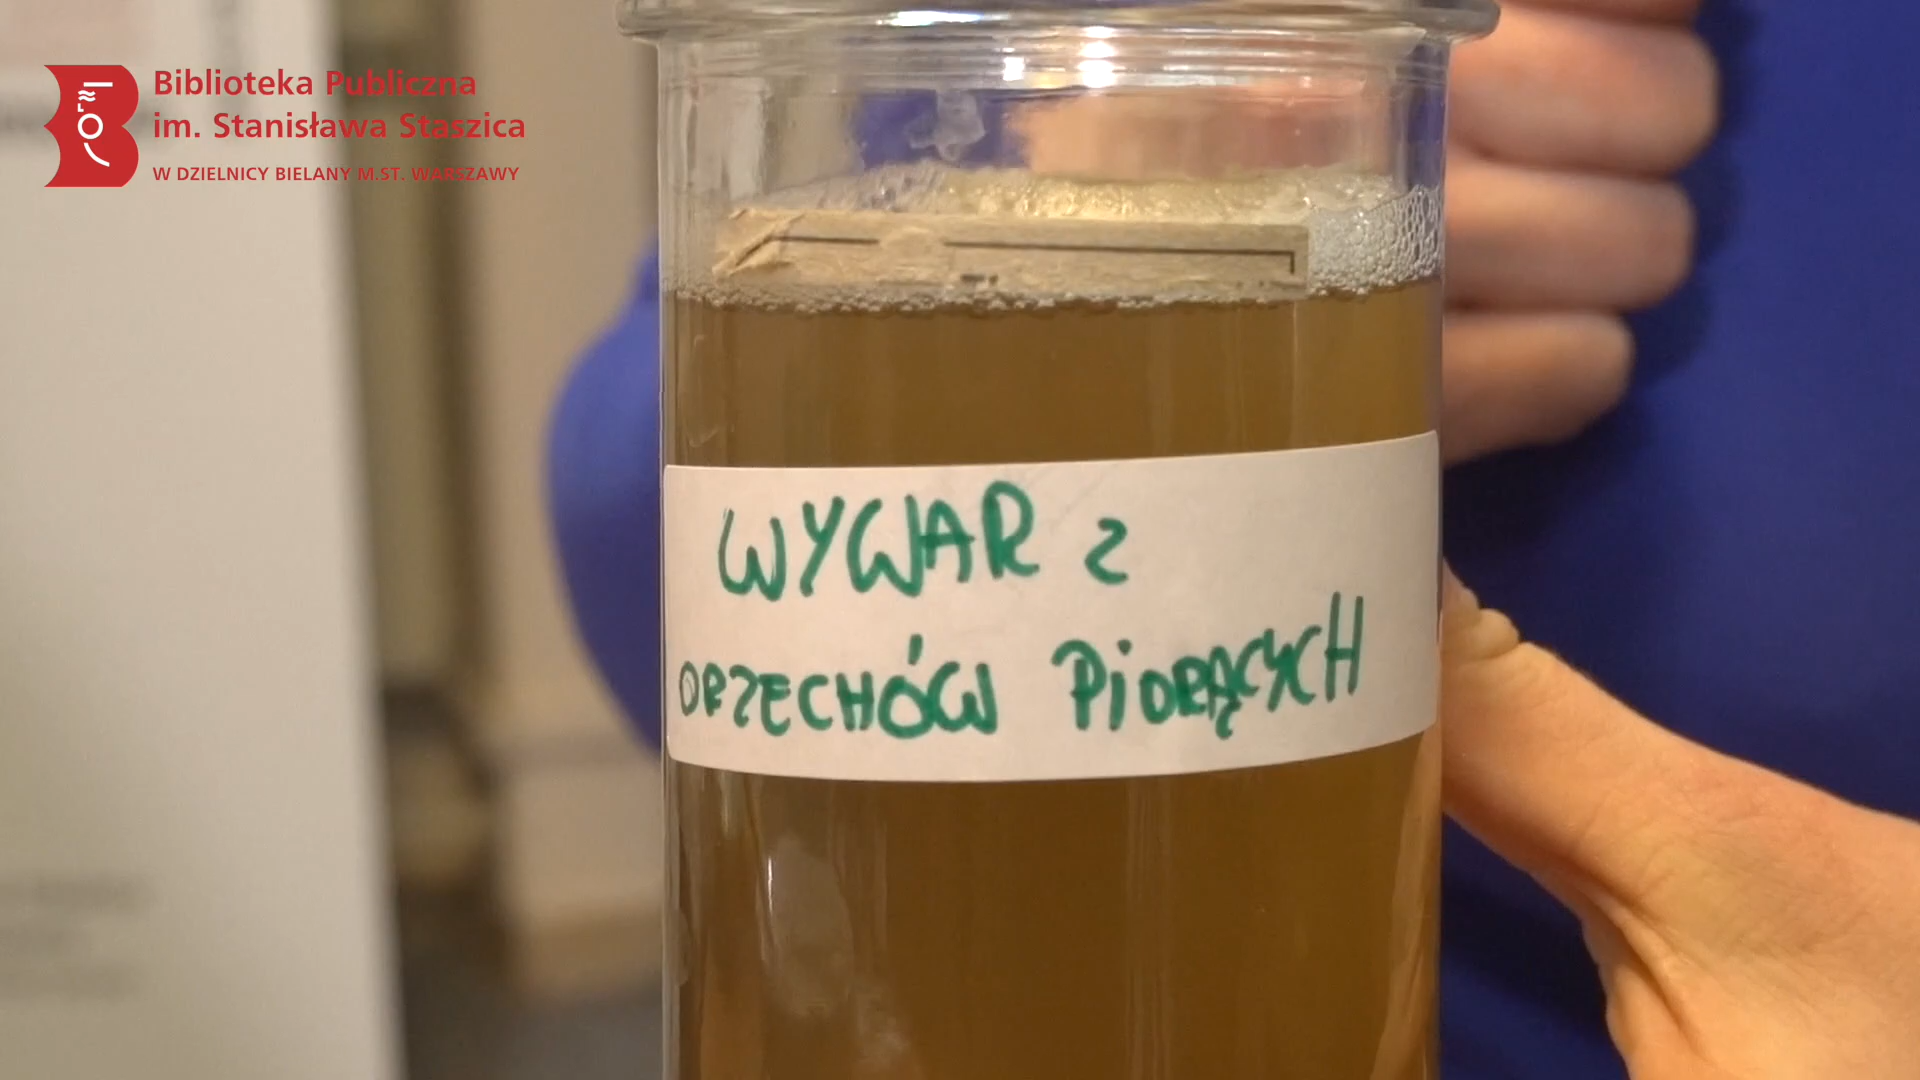 Biblioteka Publiczna
im. Stanisława Staszica
W DZIELNICY BIELANY M.ST. WARSZAWY
WYWAR z
ORZECHÓW PiORĄCYCH